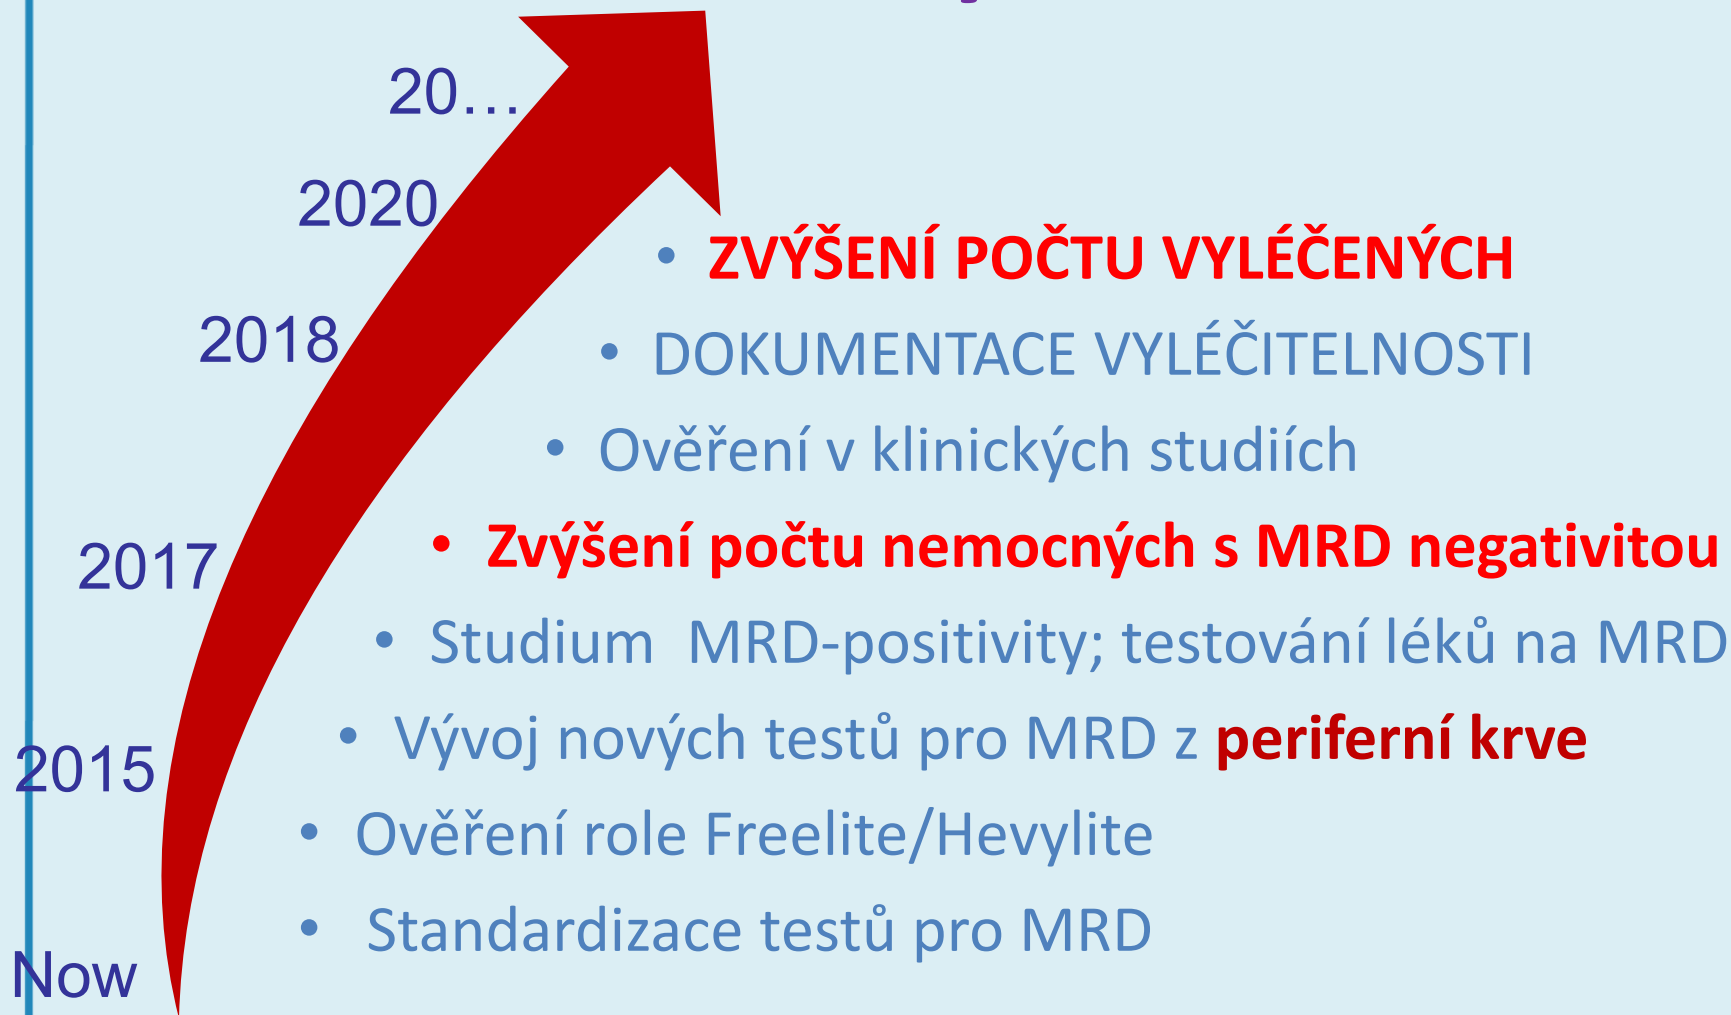 20…
2020
• ZVÝŠENÍ POČTU VYLÉČENÝCH
2018
• DOKUMENTACE VYLÉČITELNOSTI
• Ověření v klinických studiích
2017
• Zvýšení počtu nemocných s MRD negativitou
• Studium MRD-positivity; testování léků na MRD
2015
• Vývoj nových testů pro MRD z periferní krve
• Ověření role Freelite/Hevylite
• Standardizace testů pro MRD
Now